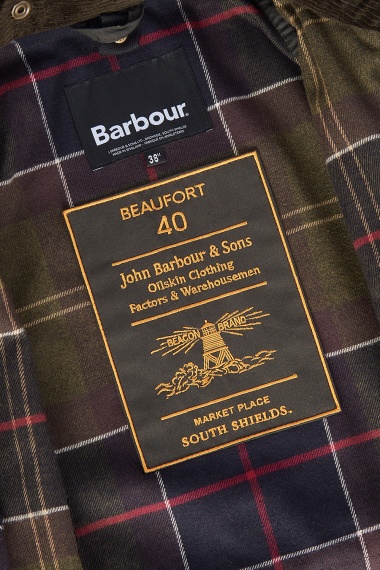 Barbour.
38"
BEAUFORT
40
John Barbour & Sons
Oilskin Clothing
Factors & Warehousemen
BEACON BRAND
MARKET PLACE
SOUTH SHIELDS.